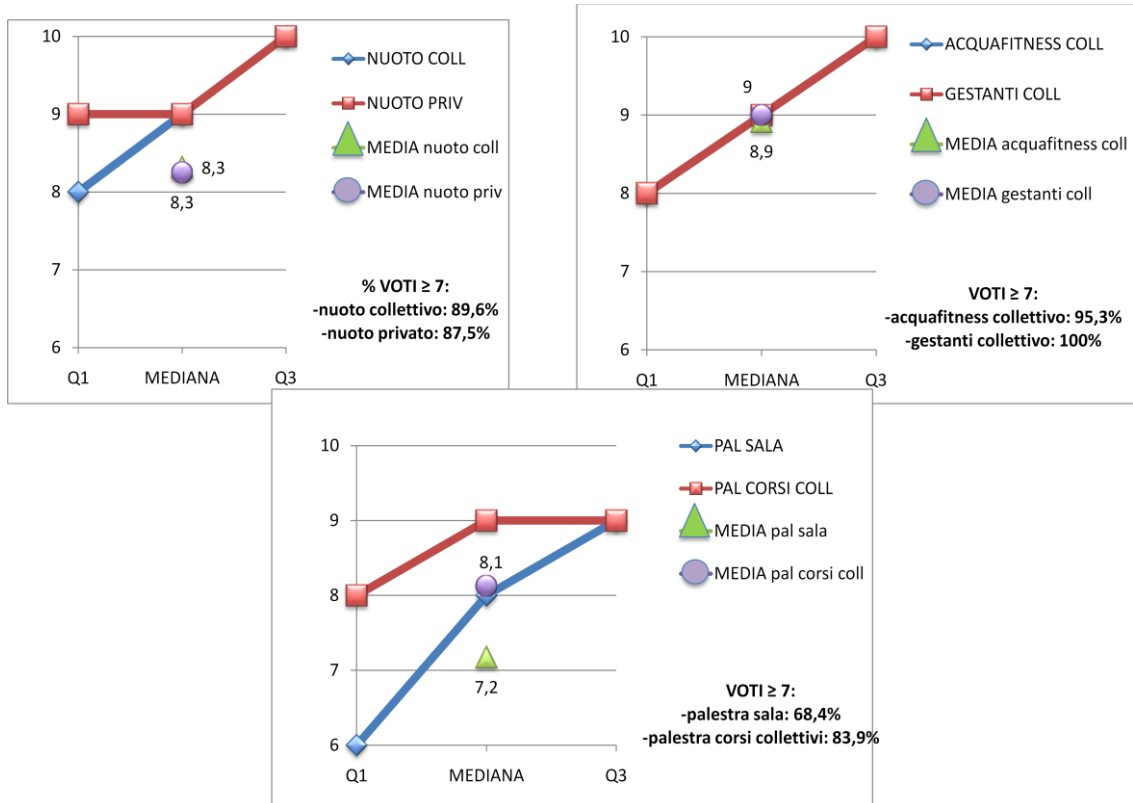 10
9
8
7
6
Q1
MEDIANA
Q3
8,3
8,3
NUOTO COLL
NUOTO PRIV
MEDIA nuoto coll
MEDIA nuoto priv
% VOTI ≥ 7:
-nuoto collettivo: 89,6%
-nuoto privato: 87,5%
10
9
8
7
6
Q1
MEDIANA
Q3
9
8,9
ACQUAFITNESS COLL
GESTANTI COLL
MEDIA acquafitness coll
MEDIA gestanti coll
VOTI ≥ 7:
-acquafitness collettivo: 95,3%
-gestanti collettivo: 100%
10
9
8
7
6
Q1
MEDIANA
Q3
8,1
7,2
PAL SALA
PAL CORSI COLL
MEDIA pal sala
MEDIA pal corsi coll
VOTI ≥ 7:
-palestra sala: 68,4%
-palestra corsi collettivi: 83,9%